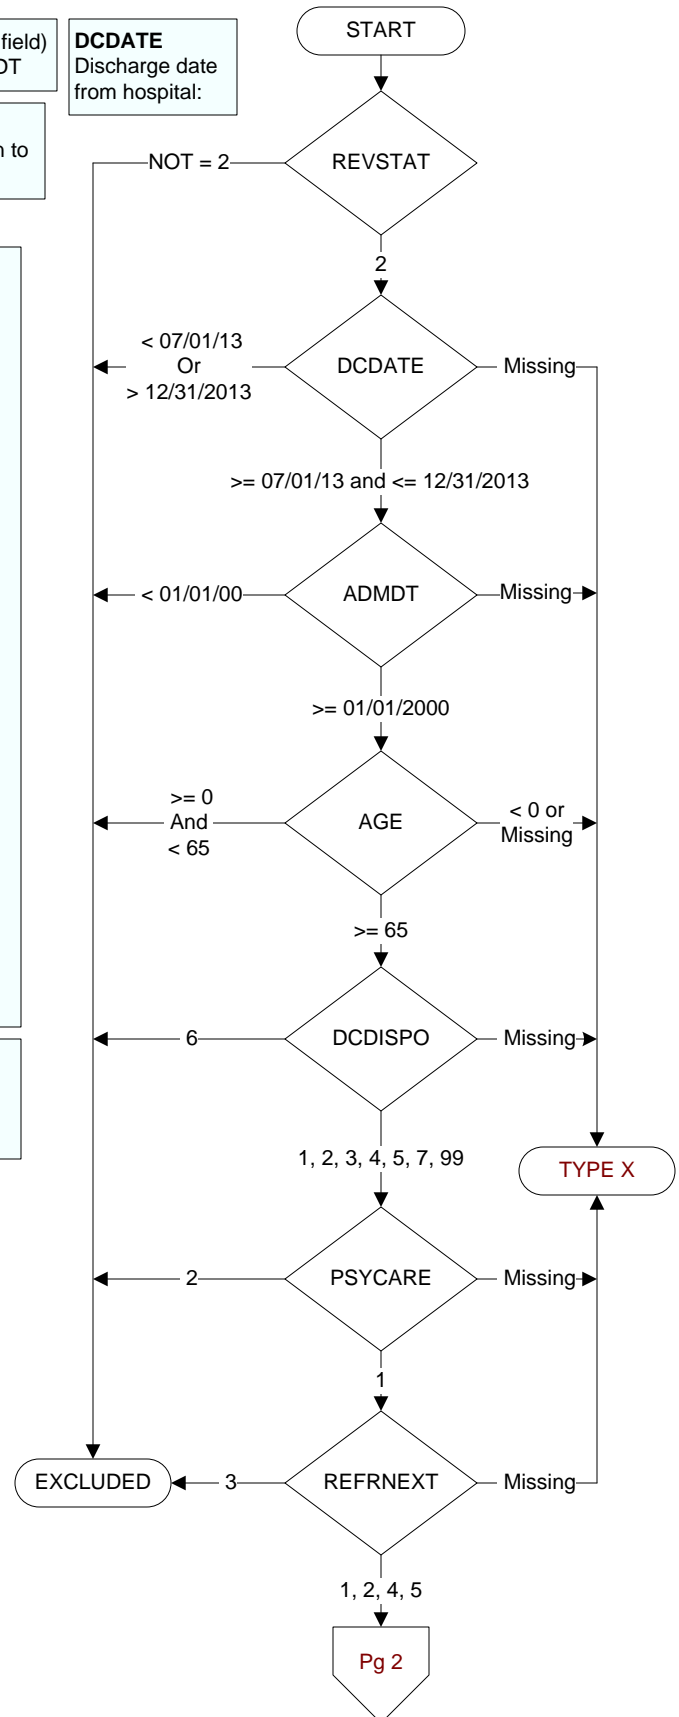 field)
DT
DCDATE
Discharge date
from hospital:
n to
START
REVSTAT
NOT = 2
2
DCDATE
< 07/01/13
Or
> 12/31/2013
Missing
>= 07/01/13 and <= 12/31/2013
ADMDT
< 01/01/00
Missing
>= 01/01/2000
AGE
>= 0
And
< 65
< 0 or
Missing
>= 65
DCDISPO
6
Missing
1, 2, 3, 4, 5, 7, 99
TYPE X
PSYCARE
2
Missing
1
EXCLUDED
3
REFRNEXT
Missing
1, 2, 4, 5
Pg 2